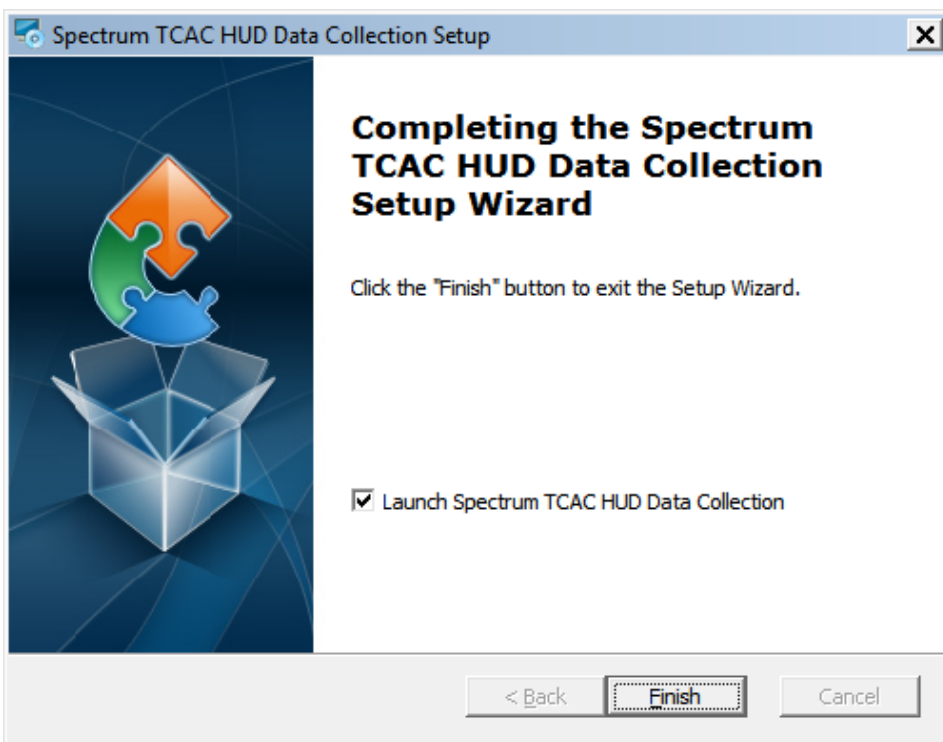 Spectrum TCAC HUD Data Collection Setup
Completing the Spectrum
TCAC HUD Data Collection
Setup Wizard
Click the "Finish" button to exit the Setup Wizard.
Launch Spectrum TCAC HUD Data Collection
< Back
Finish
Cancel